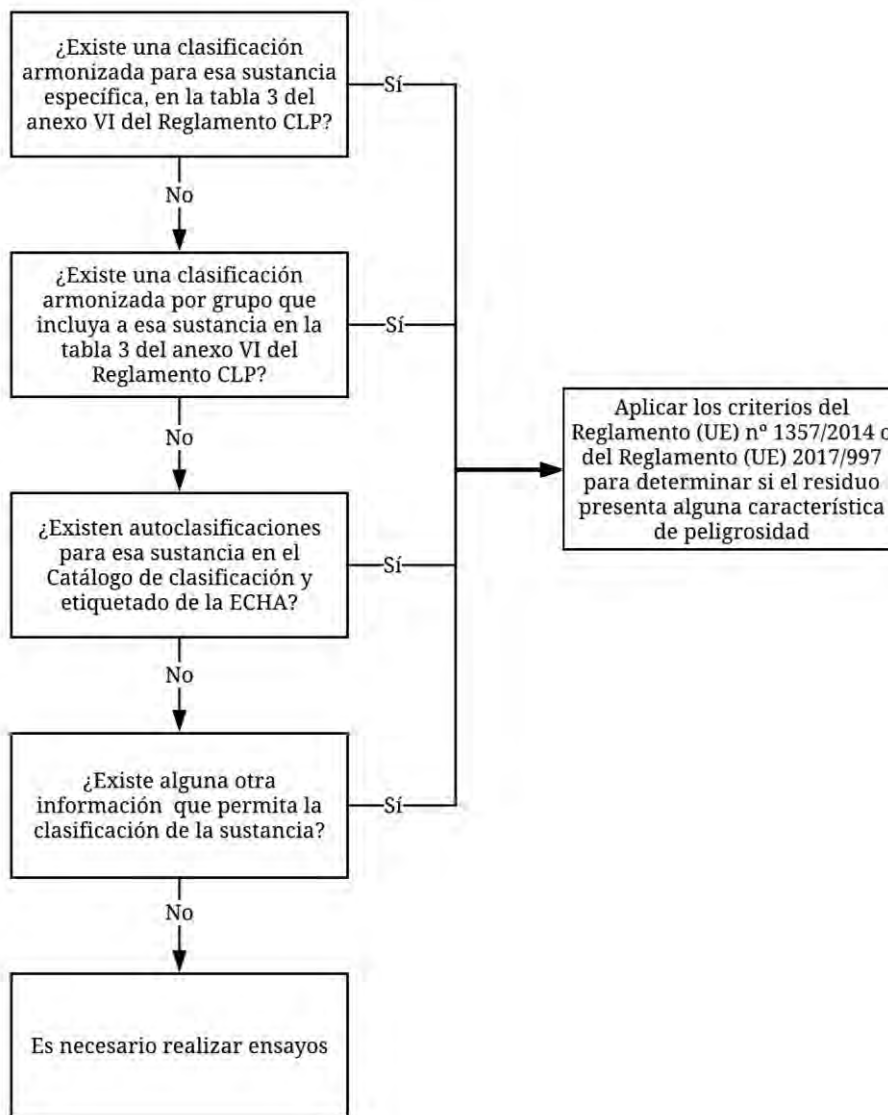 ¿Existe una clasificación
armonizada para esa sustancia
específica, en la tabla 3 del
anexo VI del Reglamento CLP?
Sí
No
¿Existe una clasificación
armonizada por grupo que
incluya a esa sustancia en la
tabla 3 del anexo VI del
Reglamento CLP?
Sí
No
Aplicar los criterios del
Reglamento (UE) nº 1357/2014 o
del Reglamento (UE) 2017/997
para determinar si el residuo
presenta alguna característica
de peligrosidad
¿Existen autoclasificaciones
para esa sustancia en el
Catálogo de clasificación y
etiquetado de la ECHA?
Sí
No
¿Existe alguna otra
información que permita la
clasificación de la sustancia?
Sí
No
Es necesario realizar ensayos